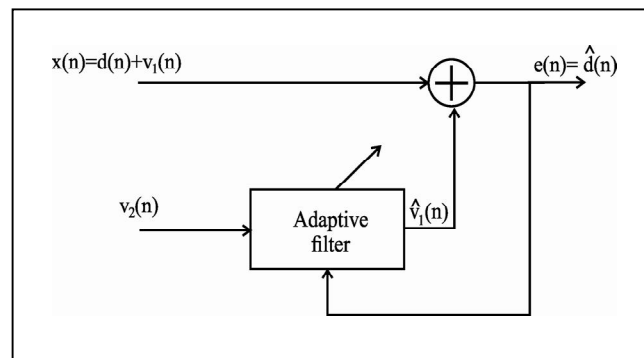 x(n)=d(n)+v₁(n)
e(n)= d̂(n)
v₂(n)
Adaptive
filter
v̂₁(n)